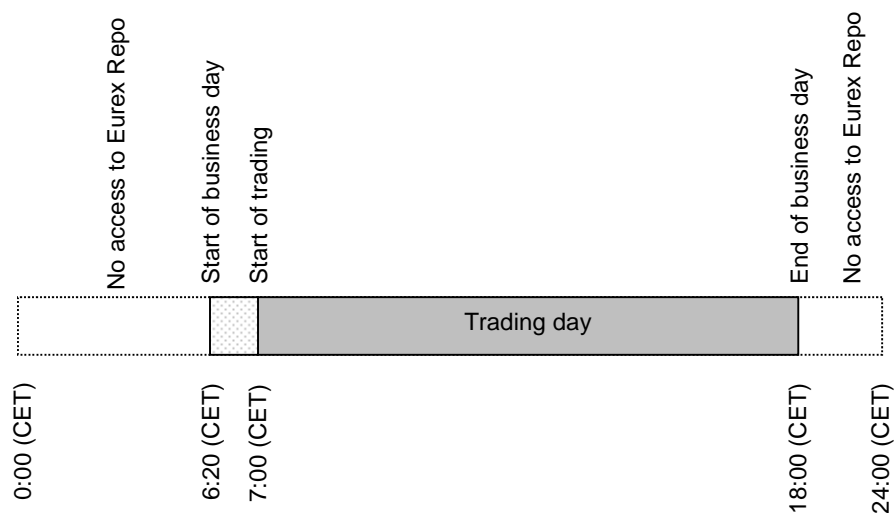 No access to Eurex Repo
Start of business day
Start of trading
End of business day
No access to Eurex Repo
Trading day
0:00 (CET)
6:20 (CET)
7:00 (CET)
18:00 (CET)
24:00 (CET)